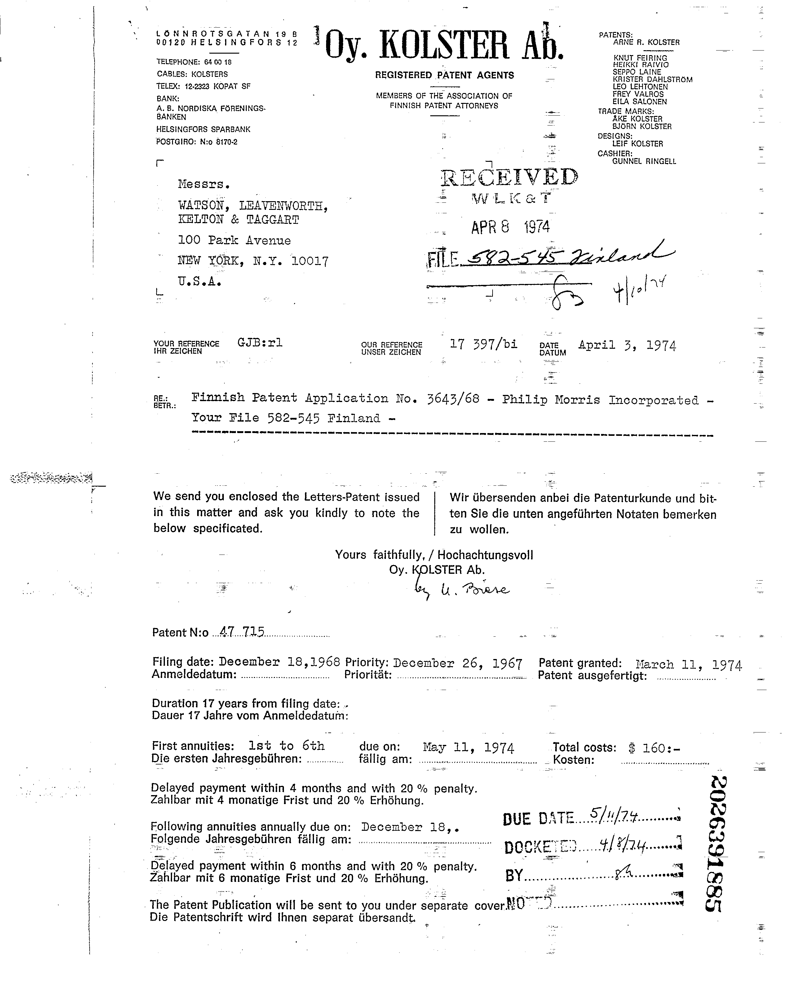 LÖNNROTSGATAN 19 B
00120 HELSINGFORS 12
TELEPHONE: 64 00 18
CABLES: KOLSTERS
TELEX: 12-2323 KOPAT SF
BANK:
A. B. NORDISKA FÖRENINGS-
BANKEN
HELSINGFORS SPARBANK
POSTGIRO: N:o 8170-2
Oy. KOLSTER Ab.
REGISTERED PATENT AGENTS
MEMBERS OF THE ASSOCIATION OF
FINNISH PATENT ATTORNEYS
PATENTS:
ARNE R. KOLSTER
KNUT FEIRING
HEIKKI RAIVIO
SEPPO LAINE
KRISTER DAHLSTRÖM
LEO LEHTONEN
FREY VALROS
EILA SALONEN
TRADE MARKS:
ÅKE KOLSTER
BJÖRN KOLSTER
DESIGNS:
LEIF KOLSTER
CASHIER:
GUNNEL RINGELL
Messrs.
WATSON, LEAVENWORTH,
KELTON & TAGGART
100 Park Avenue
NEW YORK, N.Y. 10017
U.S.A.
RECEIVED
W L K & T
APR 8 1974
FILE 582-545 Finland
4/10/74
YOUR REFERENCE GJB:rl OUR REFERENCE 17 397/bi DATE April 3, 1974
IHR ZEICHEN UNSER ZEICHEN DATUM
RE.: Finnish Patent Application No. 3643/68 - Philip Morris Incorporated -
BETR.: Your File 582-545 Finland -
We send you enclosed the Letters-Patent issued
in this matter and ask you kindly to note the
below specificated.
Wir übersenden anbei die Patenturkunde und bit-
ten Sie die unten angeführten Notaten bemerken
zu wollen.
Yours faithfully, / Hochachtungsvoll
Oy. KOLSTER Ab.
by U. Boese
Patent N:o 47 715
Filing date: December 18,1968 Priority: December 26, 1967 Patent granted: March 11, 1974
Anmeldedatum: Priorität: Patent ausgefertigt:
Duration 17 years from filing date:
Dauer 17 Jahre vom Anmeldedatum:
First annuities: 1st to 6th due on: May 11, 1974 Total costs: $ 160:-
Die ersten Jahresgebühren: fällig am: Kosten:
Delayed payment within 4 months and with 20 % penalty.
Zahlbar mit 4 monatige Frist und 20 % Erhöhung.
Following annuities annually due on: December 18,.
Folgende Jahresgebühren fällig am:
Delayed payment within 6 months and with 20 % penalty.
Zahlbar mit 6 monatige Frist und 20 % Erhöhung.
The Patent Publication will be sent to you under separate cover.
Die Patentschrift wird Ihnen separat übersandt.
DUE DATE 5/11/74
DOCKETED 4/8/74
BY
NO
2026391885